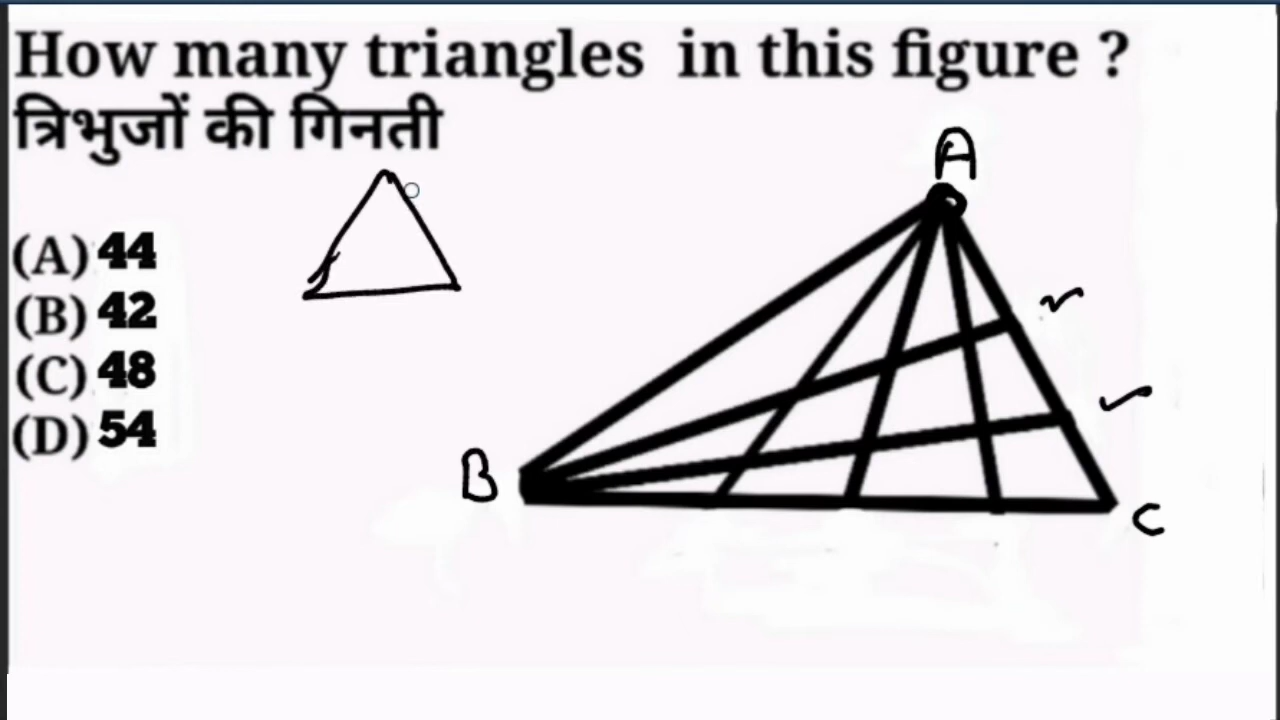 How many triangles in this figure ?
त्रिभुजों की गिनती
(A) 44
(B) 42
(C) 48
(D) 54
A
B
C